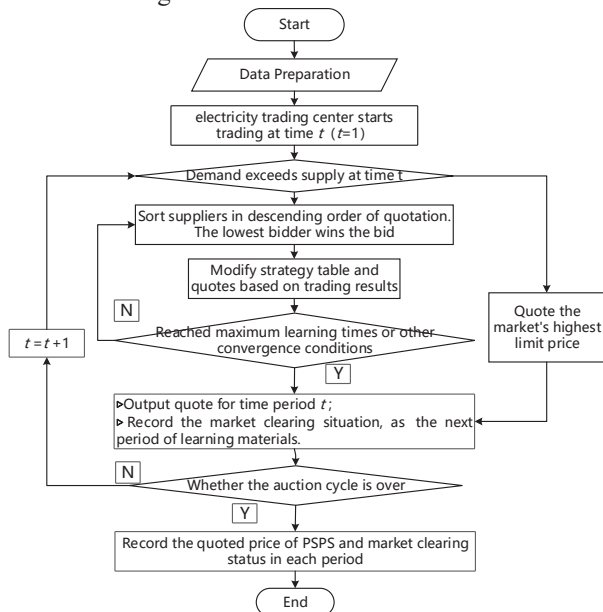 Start
Data Preparation
electricity trading center starts
trading at time t (t=1)
Demand exceeds supply at time t
Sort suppliers in descending order of quotation.
The lowest bidder wins the bid
Modify strategy table and
quotes based on trading results
N
Reached maximum learning times or other
convergence conditions
Quote the
market's highest
limit price
t=t+1
Y
▹Output quote for time period t;
▹ Record the market clearing situation, as the next
period of learning materials.
N
Whether the auction cycle is over
Y
Record the quoted price of PSPS and market clearing
status in each period
End